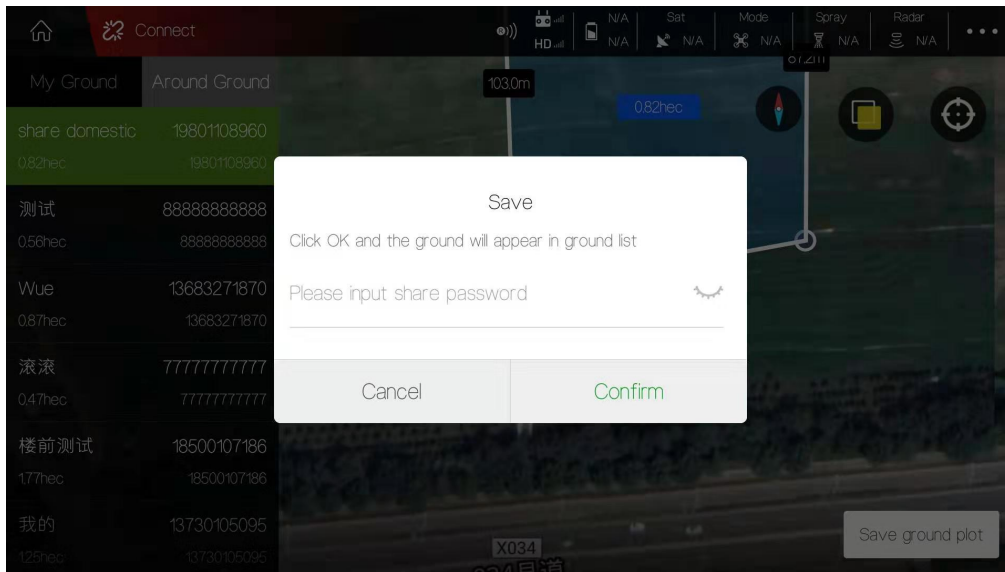 Connect
HD
N/A
N/A
Sat
N/A
Mode
N/A
Spray
N/A
Radar
N/A
My Ground
Around Ground
share domestic 19801108960
0.82hec 19801108960
测试 88888888888
0.56hec 88888888888
Wue 13683271870
0.87hec 13683271870
滚滚 77777777777
0.47hec 77777777777
楼前测试 18500107186
1.77hec 18500107186
我的 13730105095
1.25hec 13730105095
103.0m
67.2m
0.82hec
Save
Click OK and the ground will appear in ground list
Please input share password
Cancel
Confirm
X034
Save ground plot